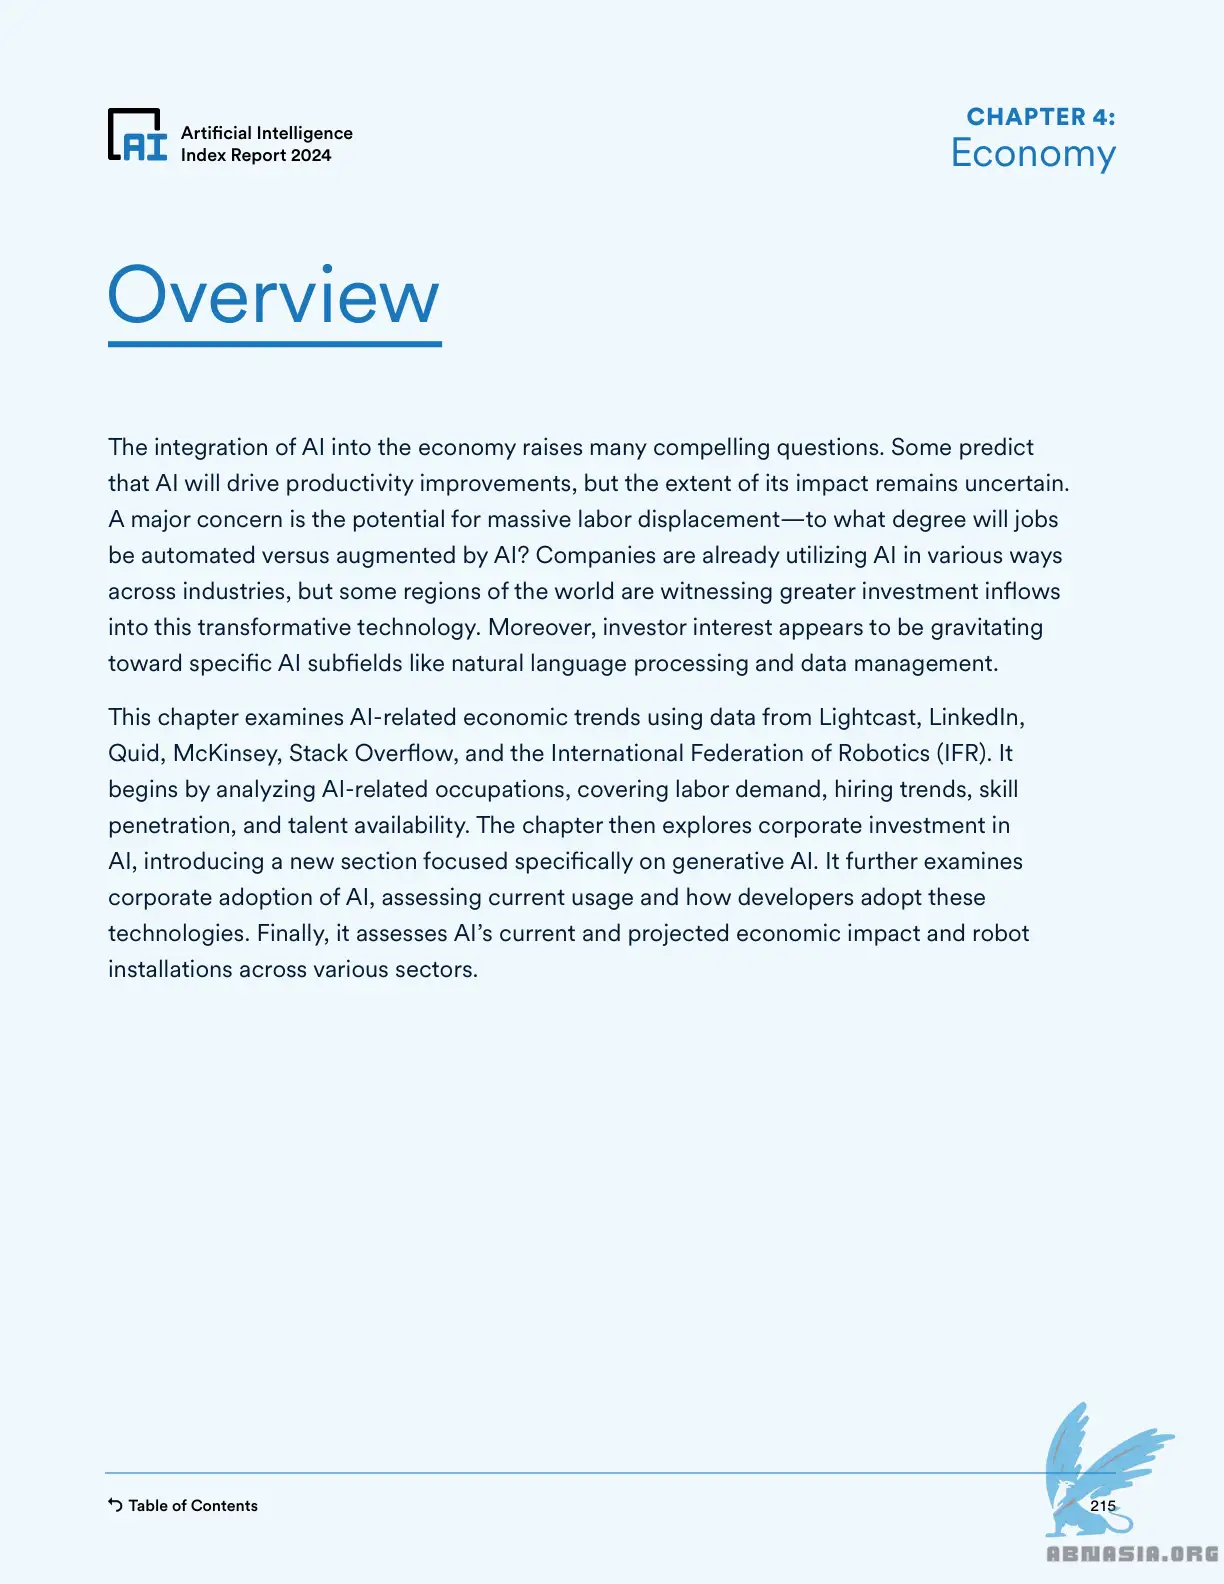 AI
Artificial Intelligence
Index Report 2024
CHAPTER 4:
Economy
Overview
The integration of AI into the economy raises many compelling questions. Some predict
that AI will drive productivity improvements, but the extent of its impact remains uncertain.
A major concern is the potential for massive labor displacement—to what degree will jobs
be automated versus augmented by AI? Companies are already utilizing AI in various ways
across industries, but some regions of the world are witnessing greater investment inflows
into this transformative technology. Moreover, investor interest appears to be gravitating
toward specific AI subfields like natural language processing and data management.
This chapter examines AI-related economic trends using data from Lightcast, LinkedIn,
Quid, McKinsey, Stack Overflow, and the International Federation of Robotics (IFR). It
begins by analyzing AI-related occupations, covering labor demand, hiring trends, skill
penetration, and talent availability. The chapter then explores corporate investment in
AI, introducing a new section focused specifically on generative AI. It further examines
corporate adoption of AI, assessing current usage and how developers adopt these
technologies. Finally, it assesses AI’s current and projected economic impact and robot
installations across various sectors.
Table of Contents
215
ABNASIA.ORG